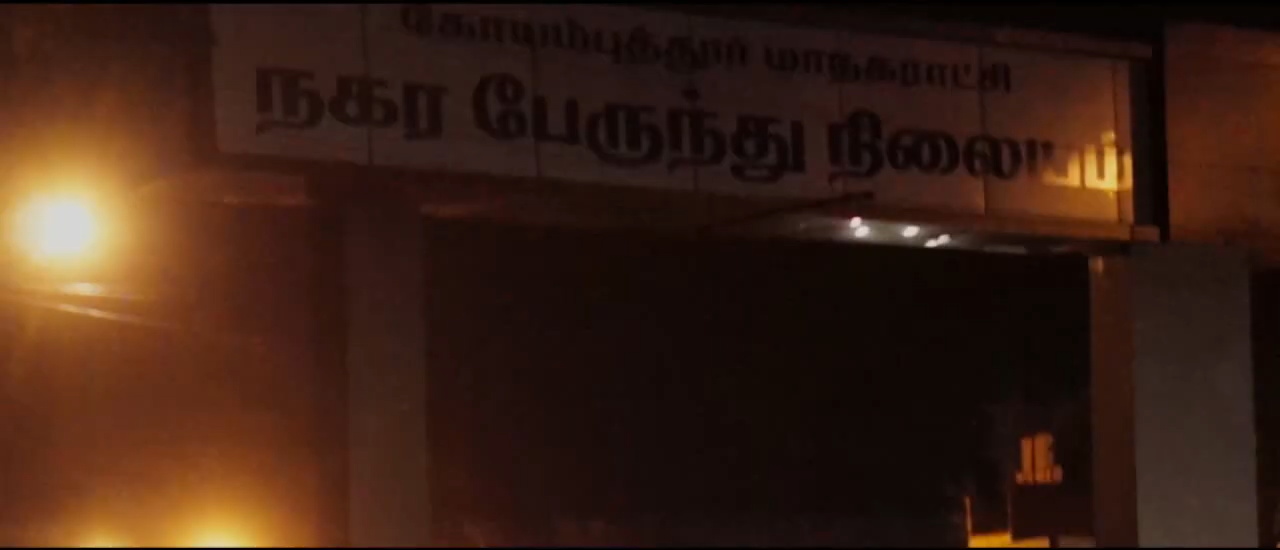 கோயம்புத்தூர் மாநகராட்சி
நகர பேருந்து நிலையம்